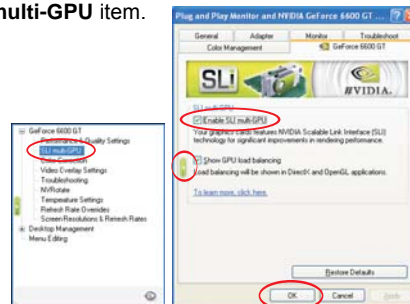 multi-GPU item.
GeForce 6600 GT
Performance & Quality Settings
SLI multi-GPU
Color Correction
Video Overlay Settings
Troubleshooting
NVRotate
Temperature Settings
Refresh Rate Overrides
Screen Resolutions & Refresh Rates
Desktop Management
Menu Editing
Plug and Play Monitor and NVIDIA GeForce 6600 GT ...
General Adapter Monitor Troubleshoot
Color Management GeForce 6600 GT
SLI
NVIDIA.
SLI multi-GPU
Enable SLI multi-GPU
Your graphics cards features NVIDIA Scalable Link Interface (SLI)
technology for significant improvements in rendering performance.
Show GPU load balancing
Load balancing will be shown in DirectX and OpenGL applications.
To learn more, click here.
Restore Defaults
OK Cancel Apply